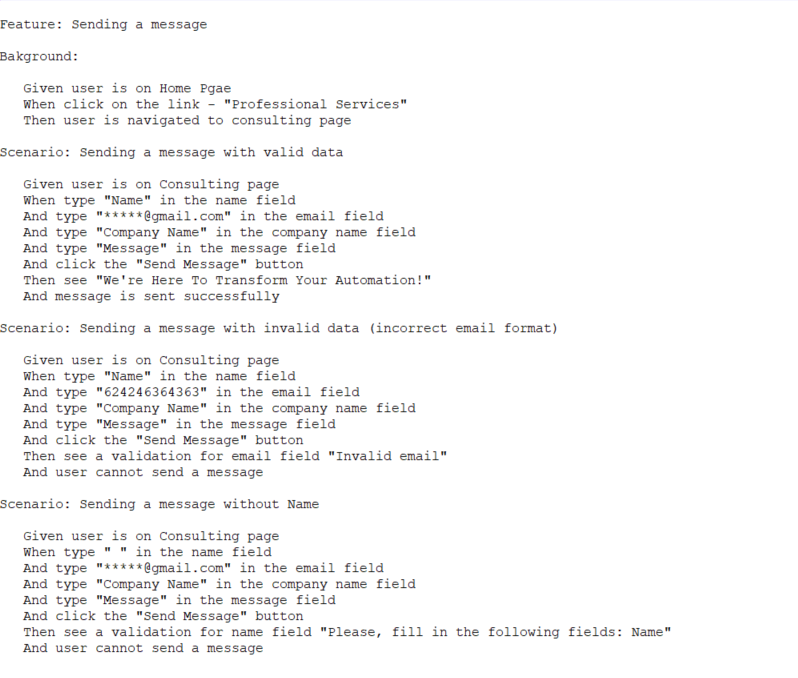 Feature: Sending a message
Bakground:
Given user is on Home Pgae
When click on the link - "Professional Services"
Then user is navigated to consulting page
Scenario: Sending a message with valid data
Given user is on Consulting page
When type "Name" in the name field
And type "*****@gmail.com" in the email field
And type "Company Name" in the company name field
And type "Message" in the message field
And click the "Send Message" button
Then see "We're Here To Transform Your Automation!"
And message is sent successfully
Scenario: Sending a message with invalid data (incorrect email format)
Given user is on Consulting page
When type "Name" in the name field
And type "624246364363" in the email field
And type "Company Name" in the company name field
And type "Message" in the message field
And click the "Send Message" button
Then see a validation for email field "Invalid email"
And user cannot send a message
Scenario: Sending a message without Name
Given user is on Consulting page
When type " " in the name field
And type "*****@gmail.com" in the email field
And type "Company Name" in the company name field
And type "Message" in the message field
And click the "Send Message" button
Then see a validation for name field "Please, fill in the following fields: Name"
And user cannot send a message